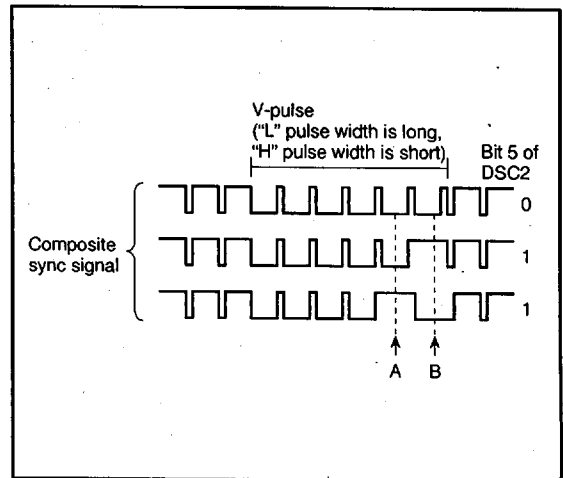 V-pulse
("L" pulse width is long,
"H" pulse width is short)
Bit 5 of
DSC2
0
Composite
sync signal
1
1
A B